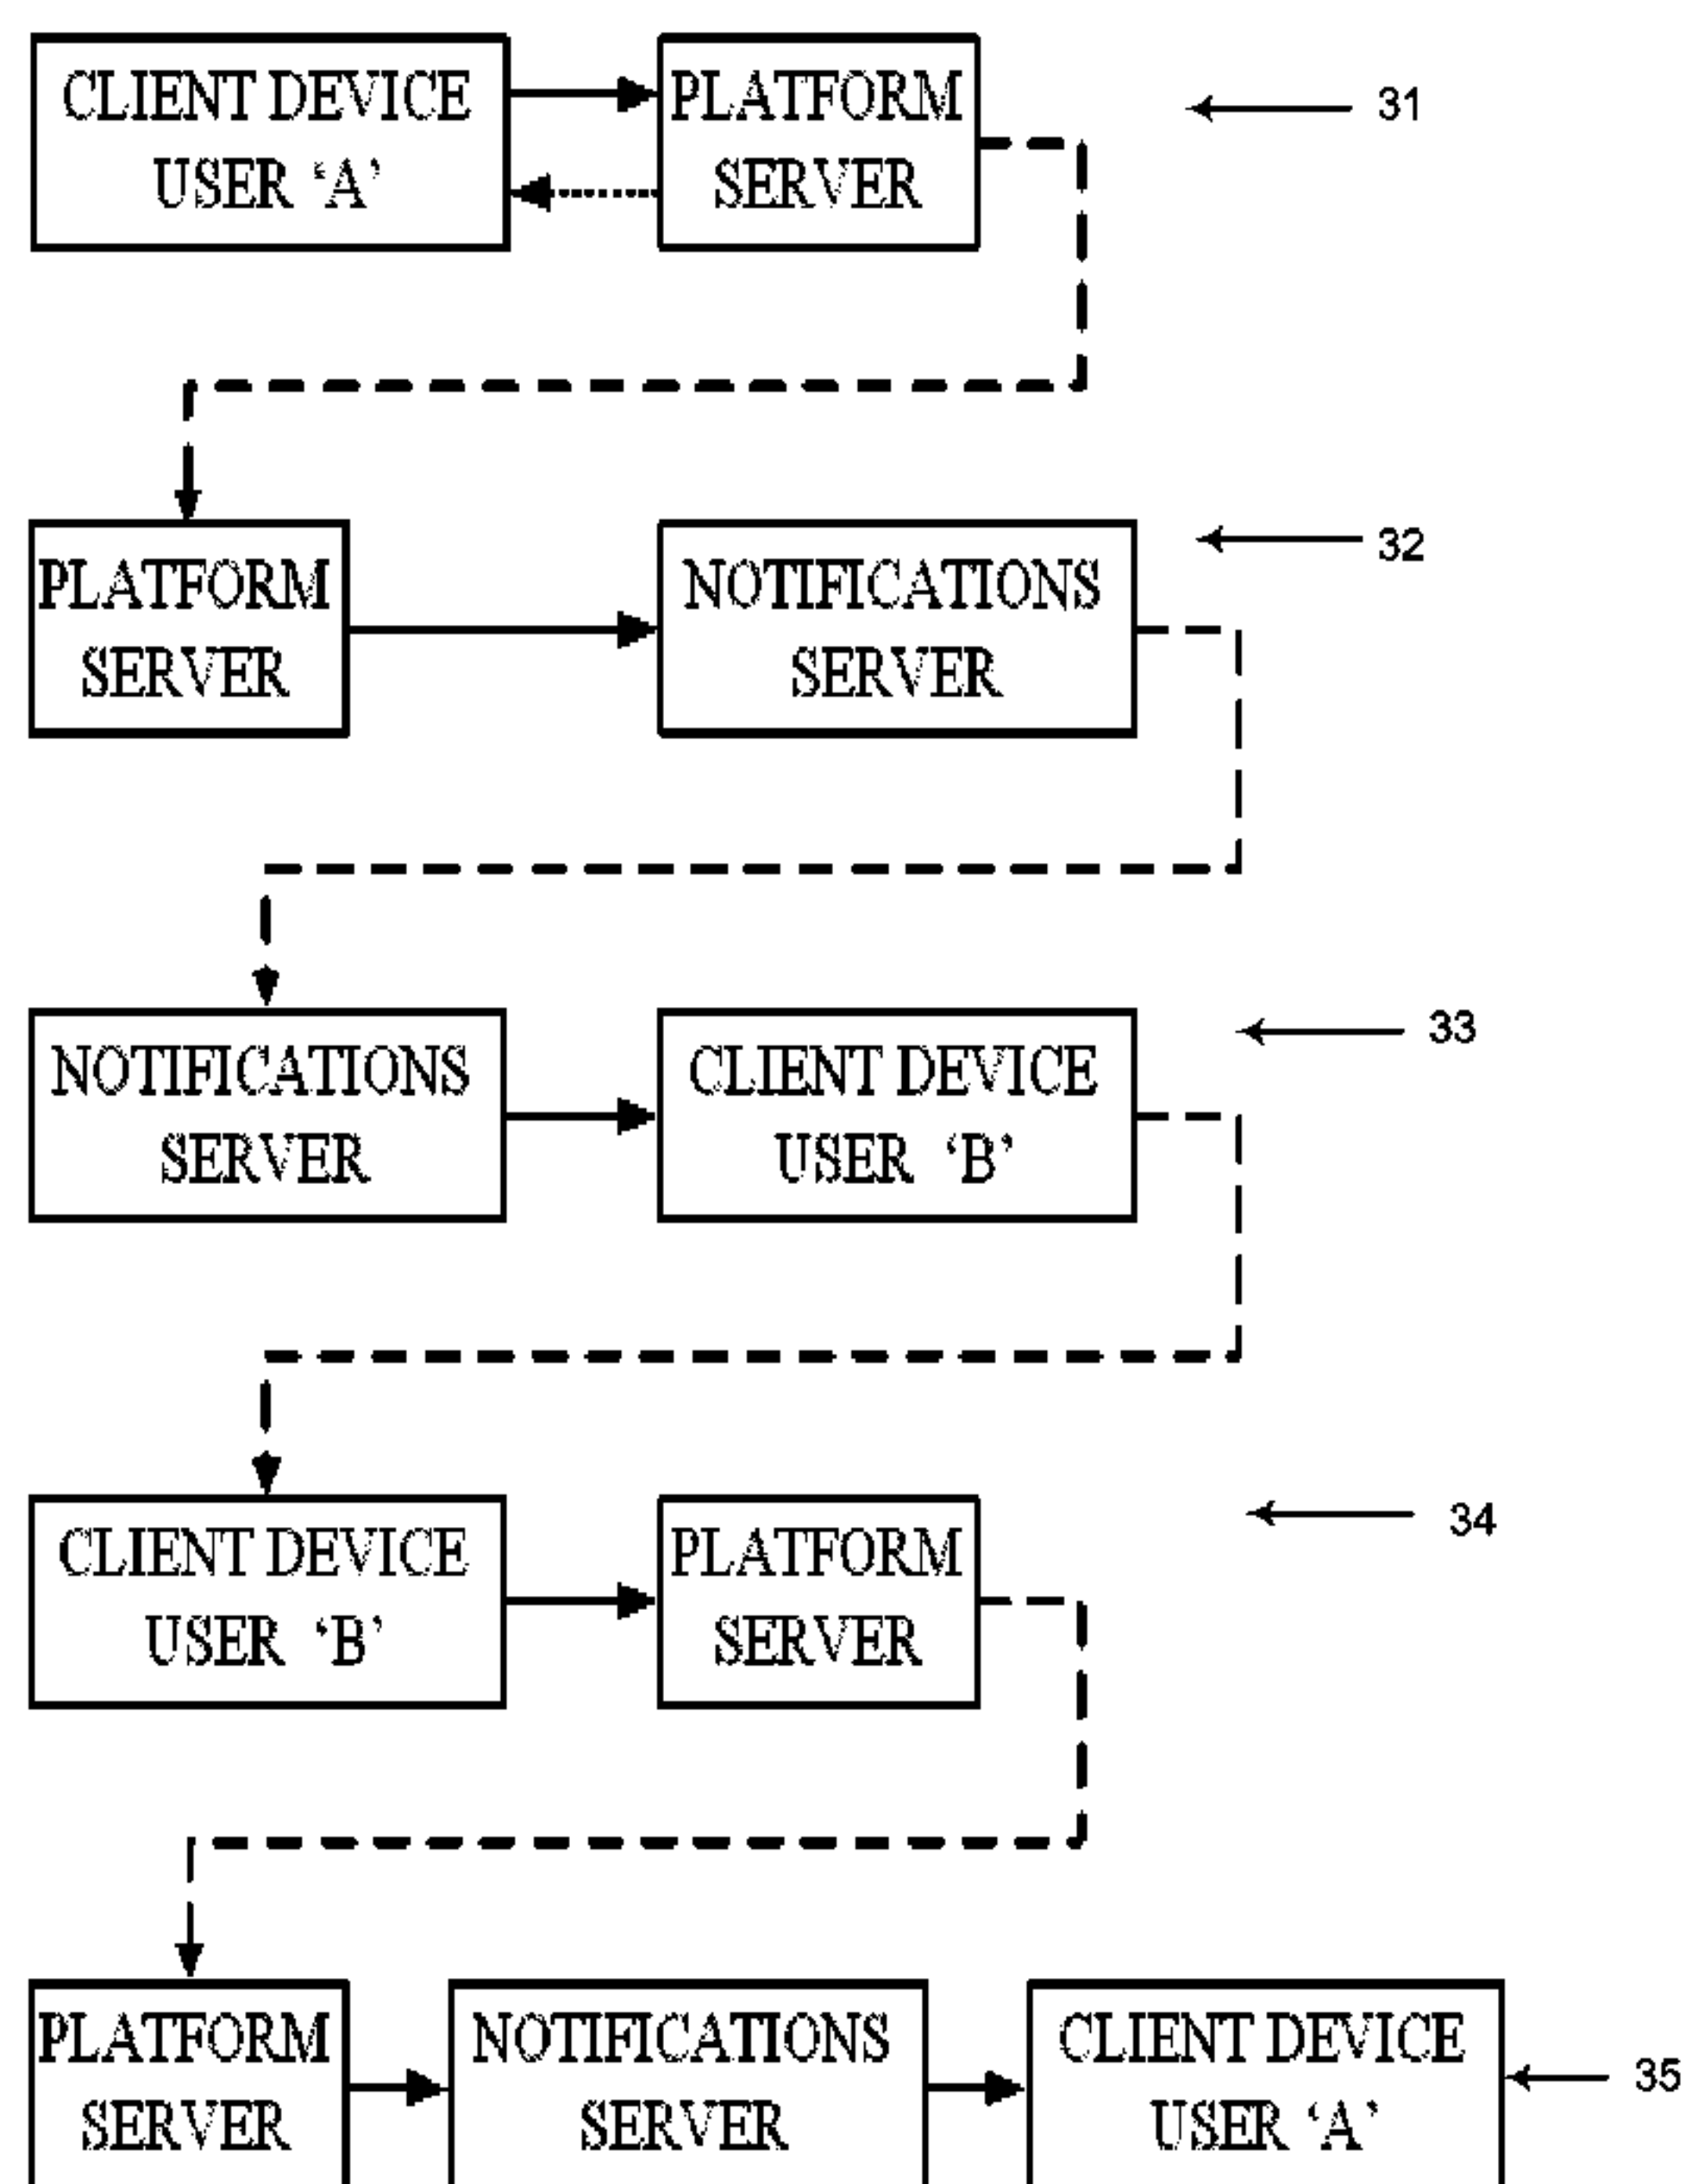 CLIENT DEVICE
USER ‘A’
PLATFORM
SERVER
31
PLATFORM
SERVER
NOTIFICATIONS
SERVER
32
NOTIFICATIONS
SERVER
CLIENT DEVICE
USER ‘B’
33
CLIENT DEVICE
USER ‘B’
PLATFORM
SERVER
34
PLATFORM
SERVER
NOTIFICATIONS
SERVER
CLIENT DEVICE
USER ‘A’
35